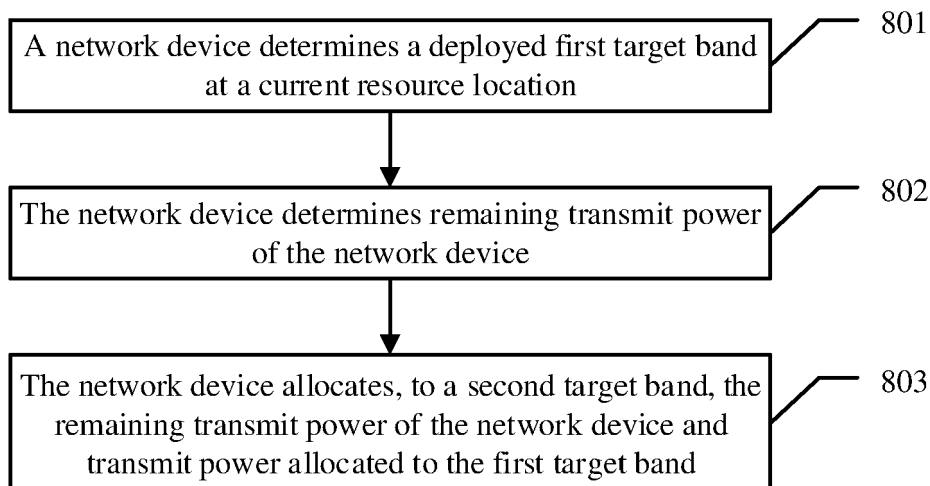 A network device determines a deployed first target band
at a current resource location
801
The network device determines remaining transmit power
of the network device
802
The network device allocates, to a second target band, the
remaining transmit power of the network device and
transmit power allocated to the first target band
803